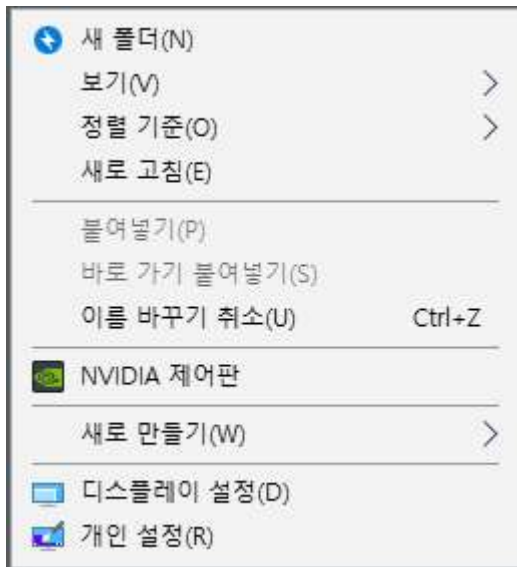 새 폴더(N)
보기(V)
정렬 기준(O)
새로 고침(E)
붙여넣기(P)
바로 가기 붙여넣기(S)
이름 바꾸기 취소(U) Ctrl+Z
NVIDIA 제어판
새로 만들기(W)
디스플레이 설정(D)
개인 설정(R)